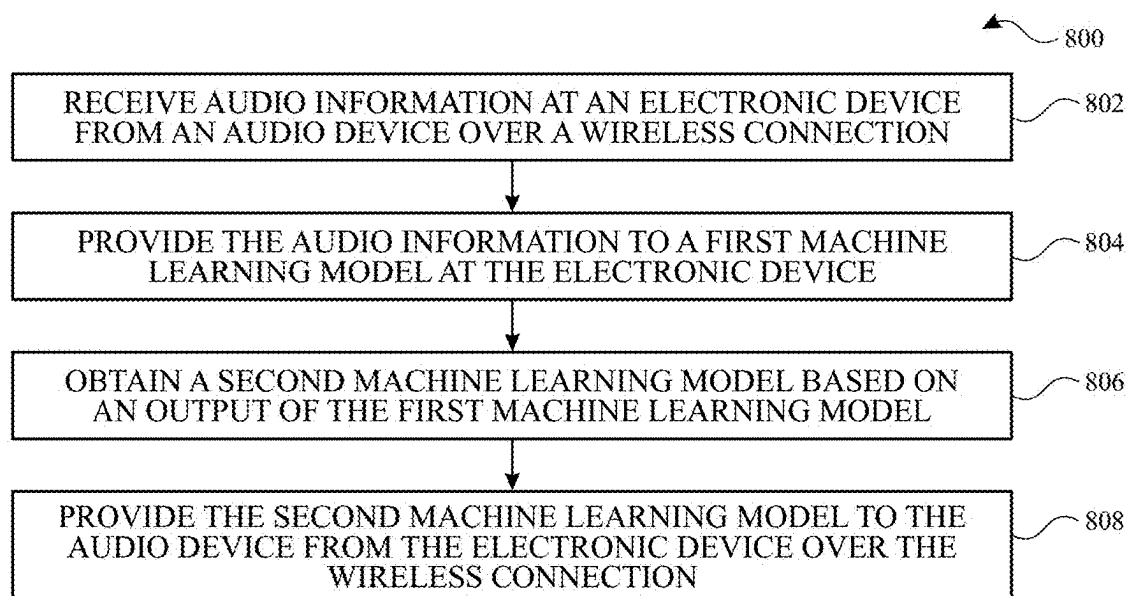 800
RECEIVE AUDIO INFORMATION AT AN ELECTRONIC DEVICE
FROM AN AUDIO DEVICE OVER A WIRELESS CONNECTION
802
PROVIDE THE AUDIO INFORMATION TO A FIRST MACHINE
LEARNING MODEL AT THE ELECTRONIC DEVICE
804
OBTAIN A SECOND MACHINE LEARNING MODEL BASED ON
AN OUTPUT OF THE FIRST MACHINE LEARNING MODEL
806
PROVIDE THE SECOND MACHINE LEARNING MODEL TO THE
AUDIO DEVICE FROM THE ELECTRONIC DEVICE OVER THE
WIRELESS CONNECTION
808